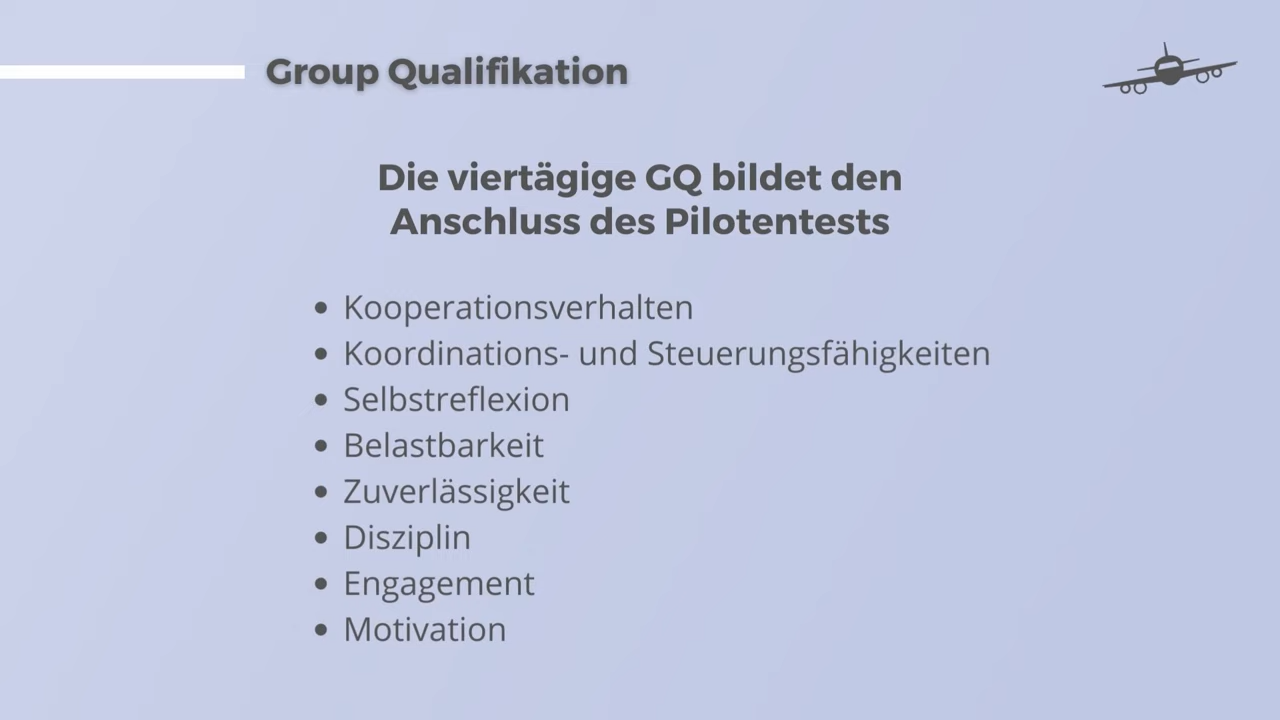 Group Qualifikation
Die viertägige GQ bildet den
Anschluss des Pilotentests
• Kooperationsverhalten
• Koordinations- und Steuerungsfähigkeiten
• Selbstreflexion
• Belastbarkeit
• Zuverlässigkeit
• Disziplin
• Engagement
• Motivation